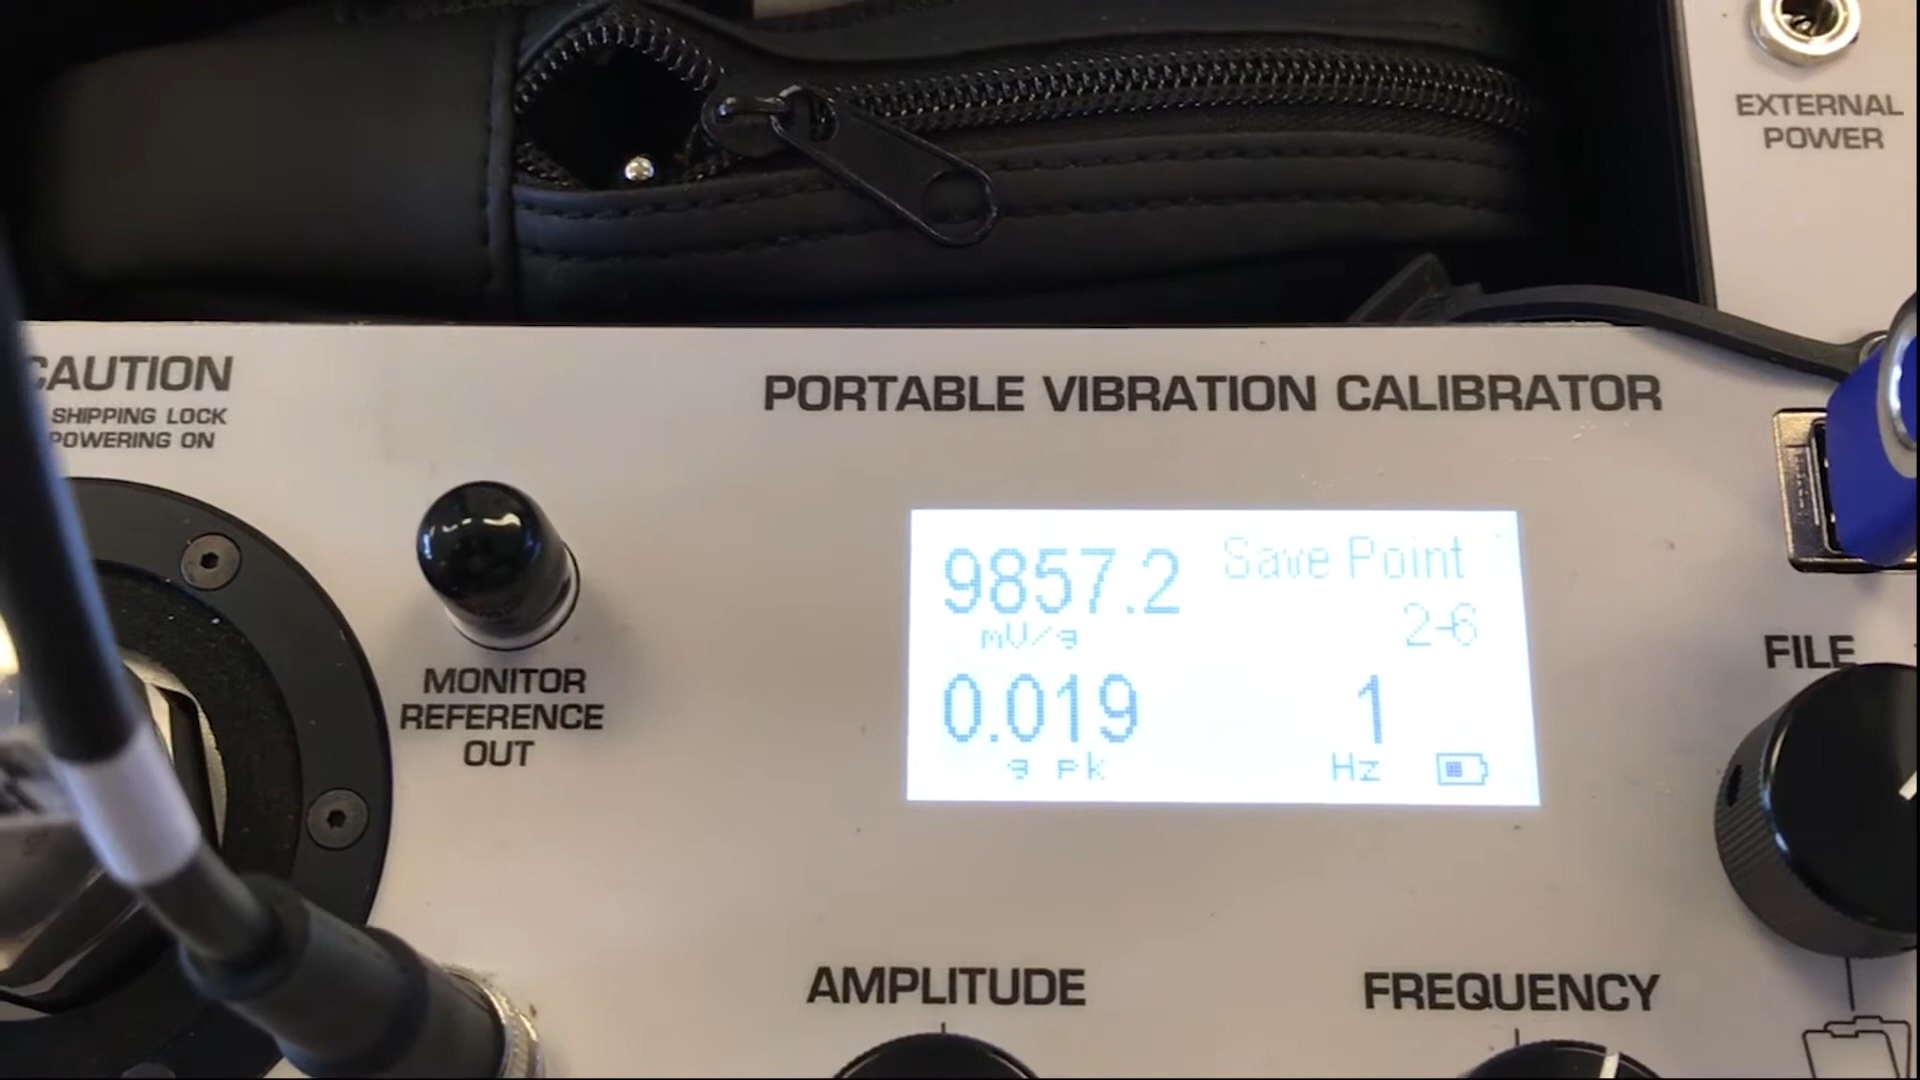 EXTERNAL
POWER
CAUTION
SHIPPING LOCK
POWERING ON
PORTABLE VIBRATION CALIBRATOR
MONITOR
REFERENCE
OUT
9857.2
mV/g
Save Point
2-6
0.019
g pk
1
Hz
FILE
AMPLITUDE
FREQUENCY